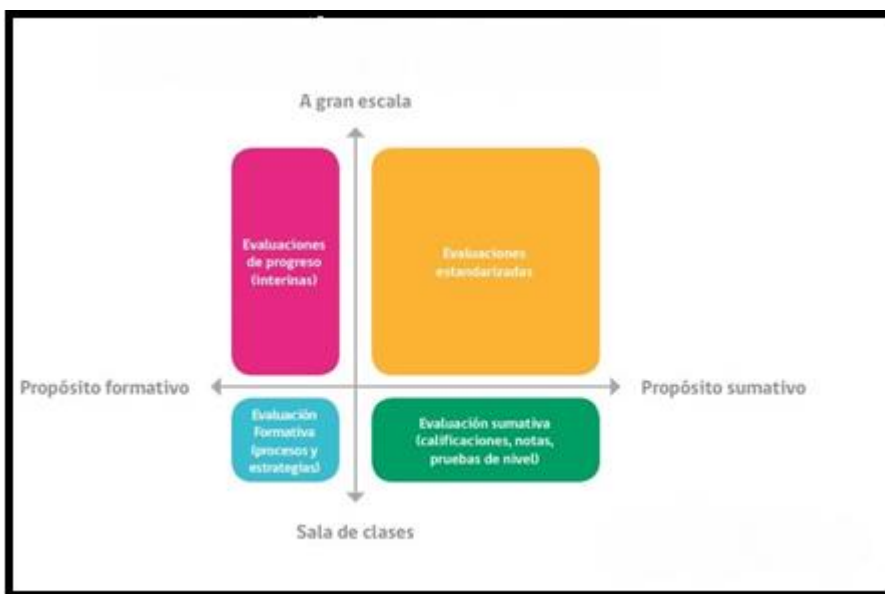 A gran escala
Evaluaciones
de progreso
(interinas)
Evaluaciones
estandarizadas
Propósito formativo
Propósito sumativo
Evaluación
Formativa
(procesos y
estrategias)
Evaluación sumativa
(calificaciones, notas,
pruebas de nivel)
Sala de clases